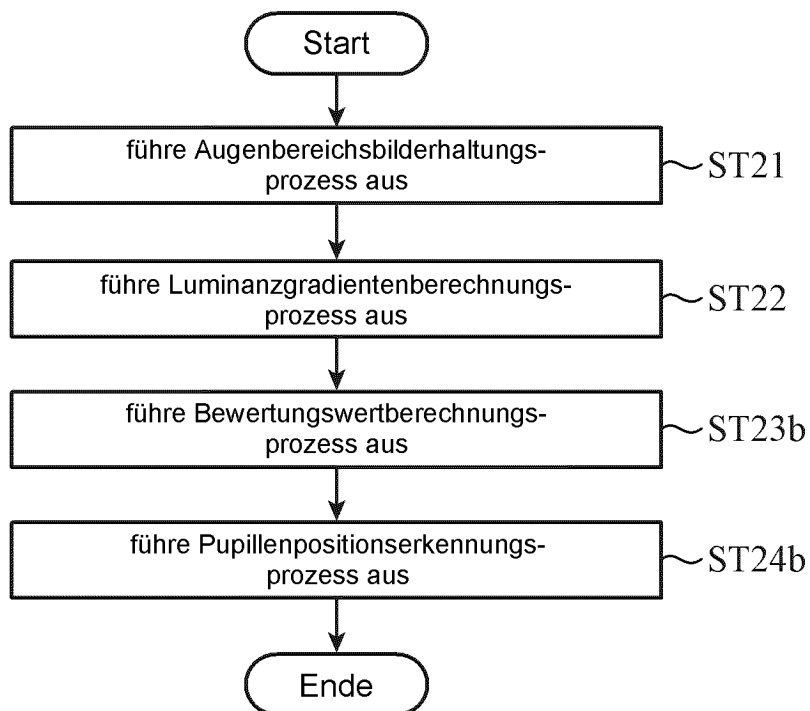 Start
führe Augenbereichsbilderhaltungs-
prozess aus
ST21
führe Luminanzgradientenberechnungs-
prozess aus
ST22
führe Bewertungswertberechnungs-
prozess aus
ST23b
führe Pupillenpositionserkennungs-
prozess aus
ST24b
Ende